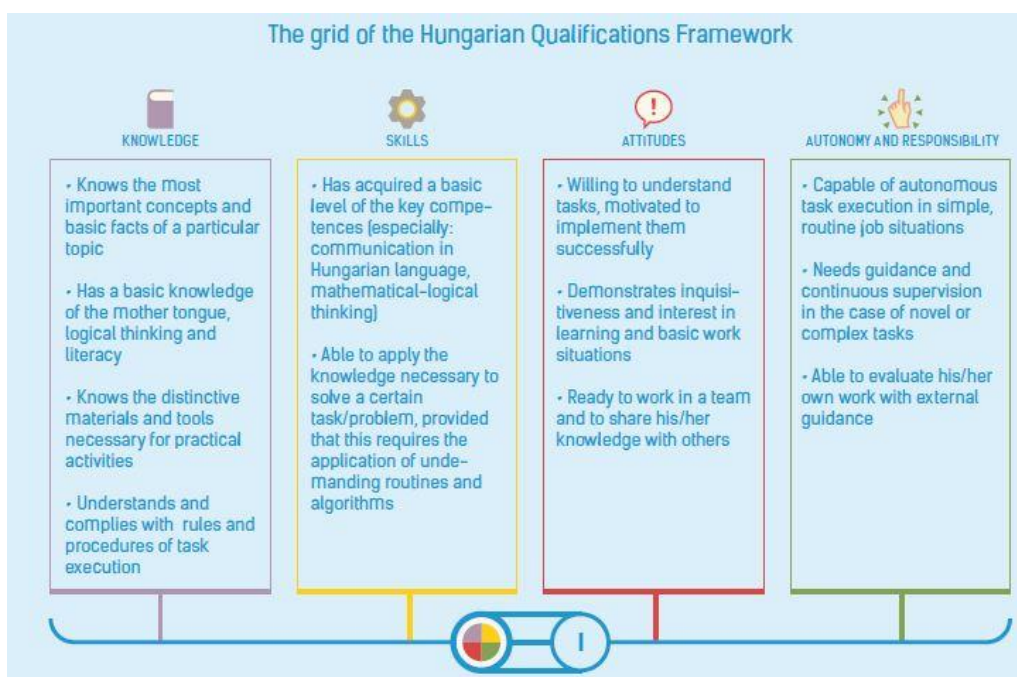 The grid of the Hungarian Qualifications Framework
KNOWLEDGE
• Knows the most
important concepts and
basic facts of a particular
topic
• Has a basic knowledge
of the mother tongue,
logical thinking and
literacy
• Knows the distinctive
materials and tools
necessary for practical
activities
• Understands and
complies with rules and
procedures of task
execution
SKILLS
• Has acquired a basic
level of the key compe-
tences (especially:
communication in
Hungarian language,
mathematical-logical
thinking)
• Able to apply the
knowledge necessary to
solve a certain
task/problem, provided
that this requires the
application of unde-
manding routines and
algorithms
ATTITUDES
• Willing to understand
tasks, motivated to
implement them
successfully
• Demonstrates inquisi-
tiveness and interest in
learning and basic work
situations
• Ready to work in a team
and to share his/her
knowledge with others
AUTONOMY AND RESPONSIBILITY
• Capable of autonomous
task execution in simple,
routine job situations
• Needs guidance and
continuous supervision
in the case of novel or
complex tasks
• Able to evaluate his/her
own work with external
guidance
I